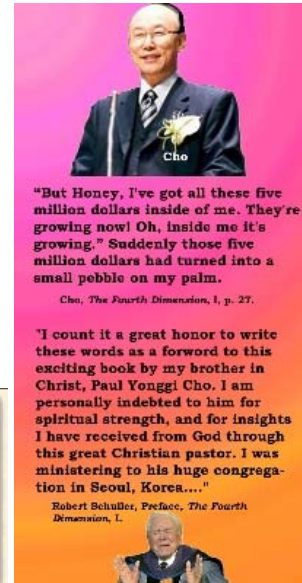 Cho
“But Honey, I've got all these five
million dollars inside of me. They're
growing now! Oh, inside me it's
growing.” Suddenly those five
million dollars had turned into a
small pebble on my palm.
Cho, The Fourth Dimension, I, p. 27.
"I count it a great honor to write
these words as a forword to this
exciting book by my brother in
Christ, Paul Yonggi Cho. I am
personally indebted to him for
spiritual strength, and for insights
I have received from God through
this great Christian pastor. I was
ministering to his huge congrega-
tion in Seoul, Korea...."
Robert Schuller, Preface, The Fourth
Dimension, I.